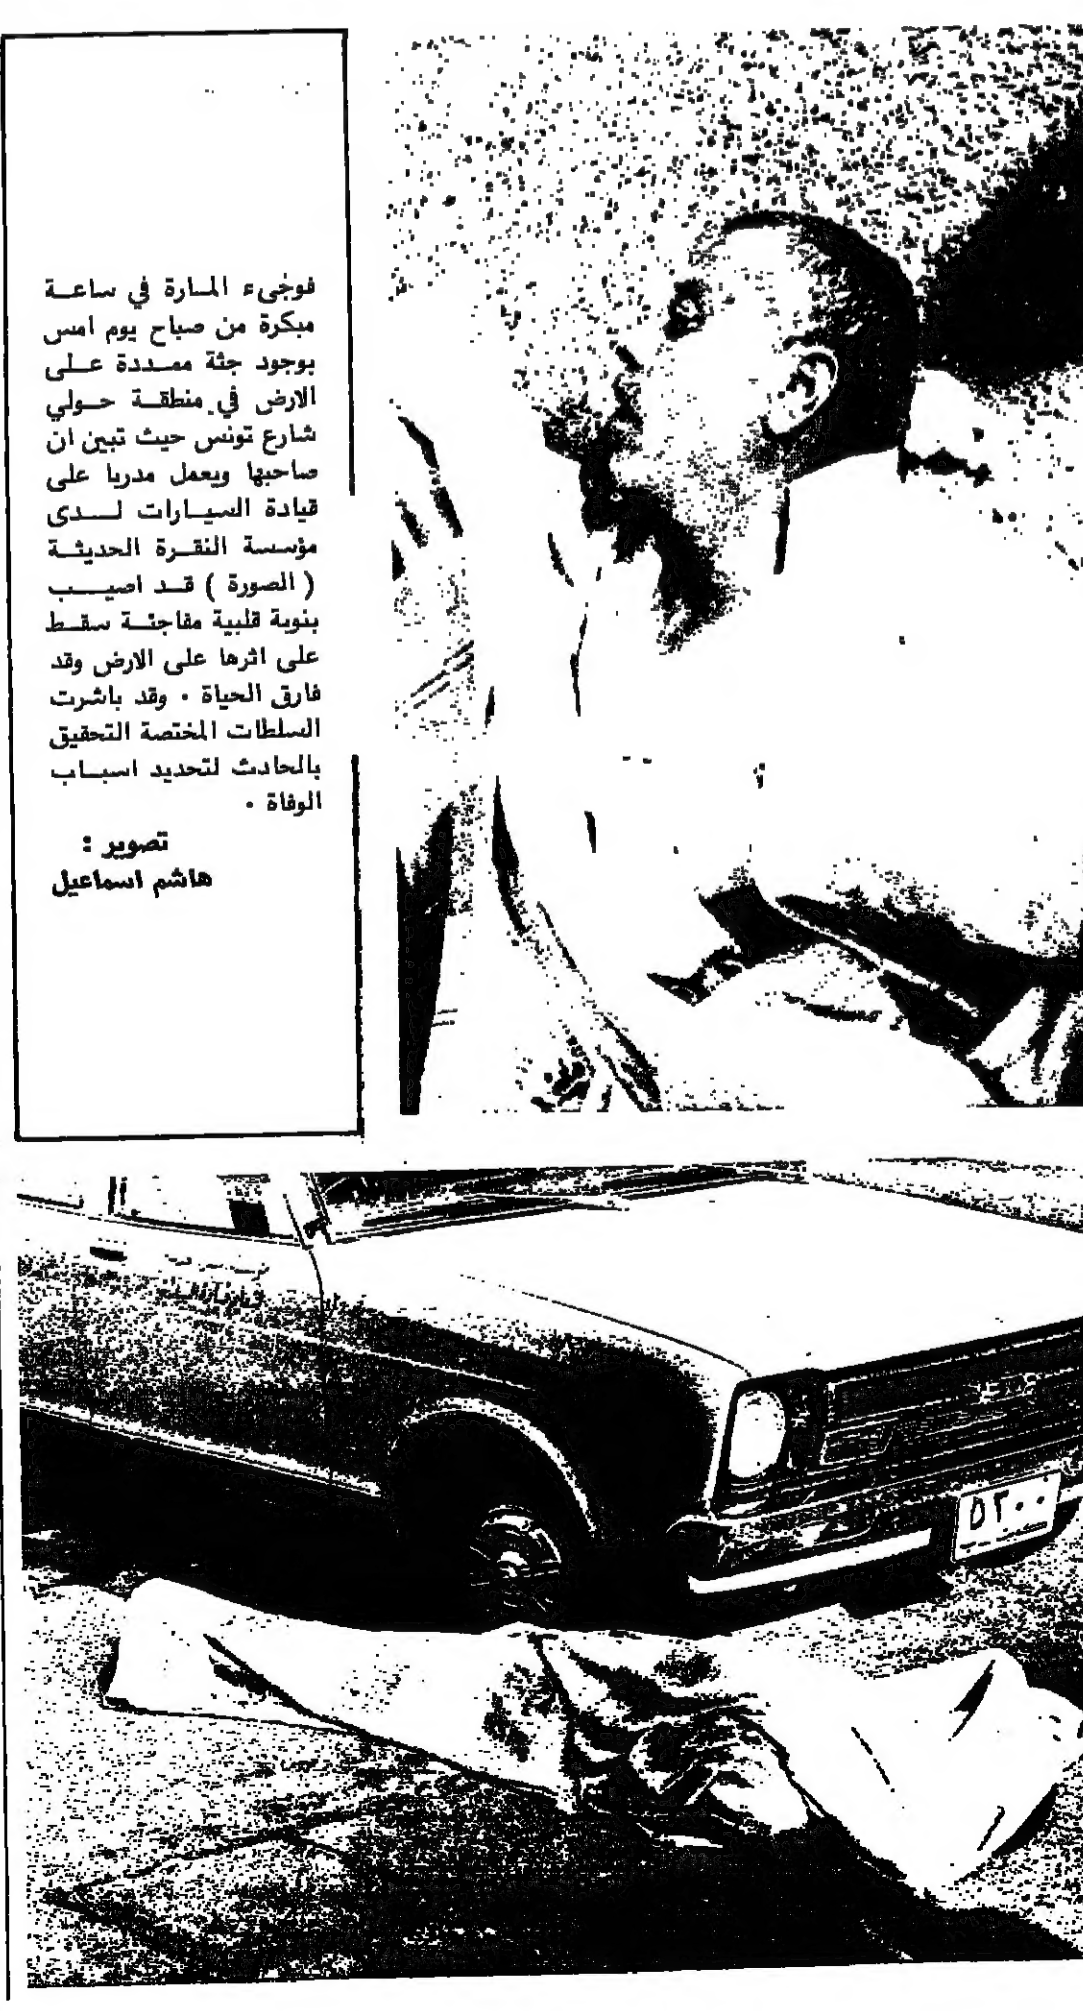 فوجىء المارة في ساعة
مبكرة من صباح يوم امس
بوجود جثة ممددة على
الارض في منطقة حولي
شارع تونس حيث تبين ان
صاحبها ويعمل مدربا على
قيادة السيارات لدى
مؤسسة النقرة الحديثة
( الصورة ) قد اصيب
بنوبة قلبية مفاجئة سقط
على اثرها على الارض وقد
فارق الحياة ٠ وقد باشرت
السلطات المختصة التحقيق
بالحادث لتحديد اسباب
الوفاة ٠
تصوير :
هاشم اسماعيل